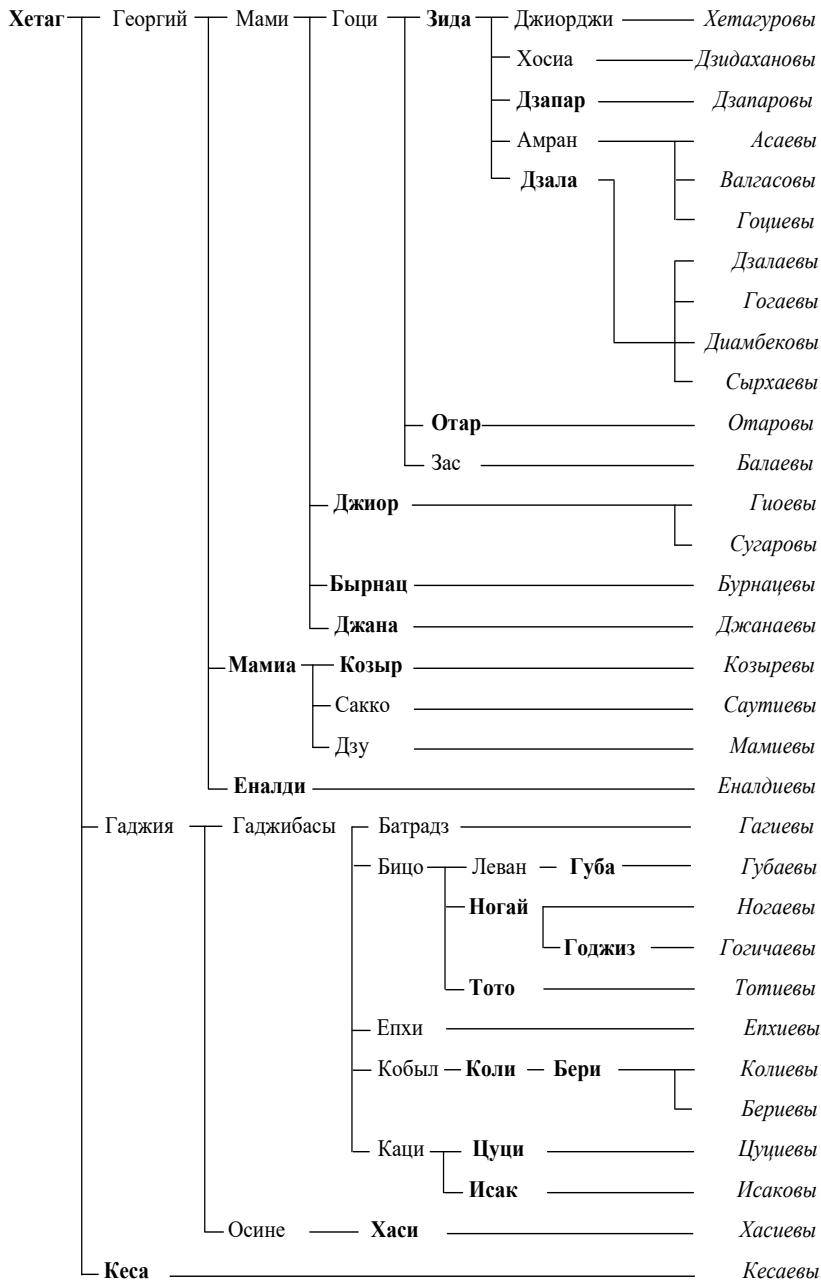 Хетаг Георгий Мами Гоци Зида Джиорджи Хетагуровы
Хосиа Дзидахановы
Дзапар Дзапаровы
Амран Асаевы
Дзала Валгасовы
Гоциевы
Дзалаевы
Гогаевы
Диамбековы
Сырхаевы
Отар Отаровы
Зас Балаевы
Джиор Гиоевы
Сугаровы
Бырнац Бурнацевы
Джана Джанаевы
Мамиа Козыр Козыревы
Сакко Саутиевы
Дзу Мамиевы
Еналди Еналдиевы
Гаджия Гаджибасы Батрадз Гагиевы
Бицо Леван Губа Губаевы
Ногай Ногаевы
Годжиз Гогичаевы
Тото Тотиевы
Епхи Епхиевы
Кобыл Коли Бери Колиевы
Бериевы
Каци Цуци Цуциевы
Исак Исаковы
Осине Хаси Хасиевы
Кеса Кесаевы